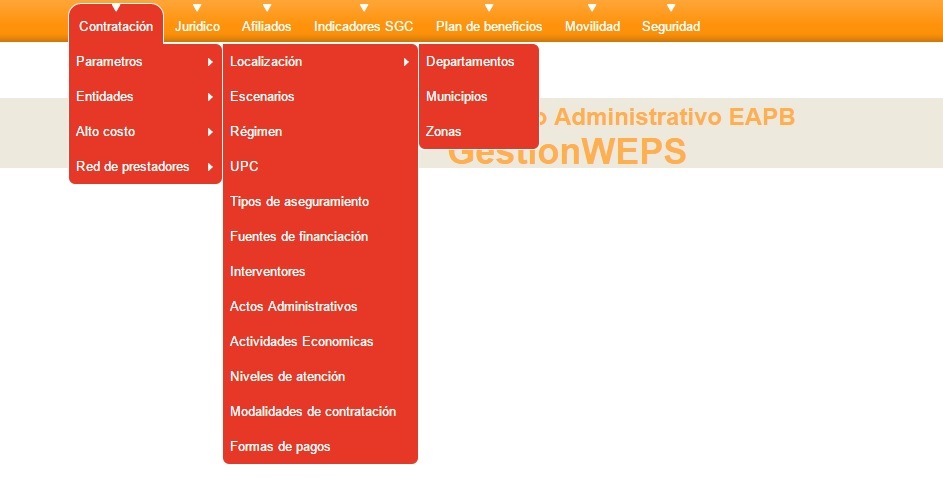 Contratación Juridico Afiliados Indicadores SGC Plan de beneficios Movilidad Seguridad
Parametros
Entidades
Alto costo
Red de prestadores
Localización
Escenarios
Régimen
UPC
Tipos de aseguramiento
Fuentes de financiación
Interventores
Actos Administrativos
Actividades Economicas
Niveles de atención
Modalidades de contratación
Formas de pagos
Departamentos
Municipios
Zonas
Administrativo EAPB
GestionWEPS